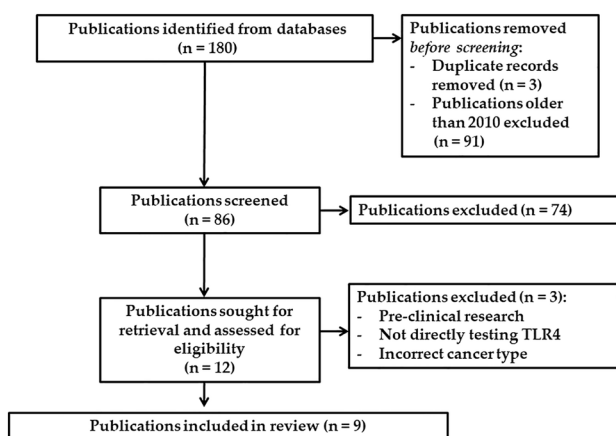 Publications identified from databases
(n = 180)
Publications removed
before screening:
- Duplicate records
removed (n = 3)
- Publications older
than 2010 excluded
(n = 91)
Publications screened
(n = 86)
Publications excluded (n = 74)
Publications sought for
retrieval and assessed for
eligibility
(n = 12)
Publications excluded (n = 3):
- Pre-clinical research
- Not directly testing TLR4
- Incorrect cancer type
Publications included in review (n = 9)